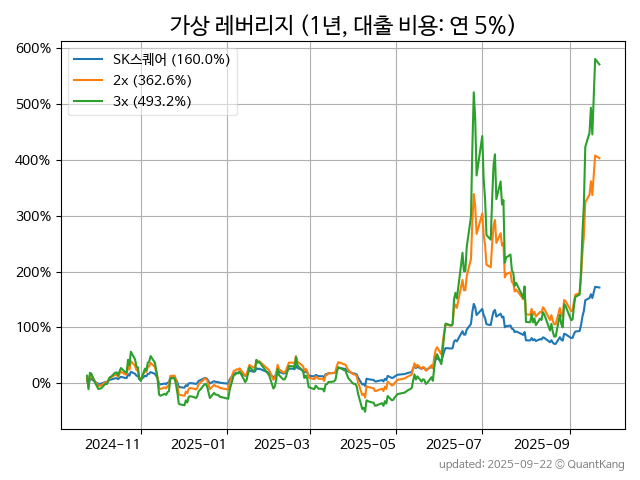 가상 레버리지 (1년, 대출 비용: 연 5%)
600%
500%
400%
300%
200%
100%
0%
SK스퀘어 (160.0%)
2x (362.6%)
3x (493.2%)
2024-11
2025-01
2025-03
2025-05
2025-07
2025-09
updated: 2025-09-22 © QuantKang